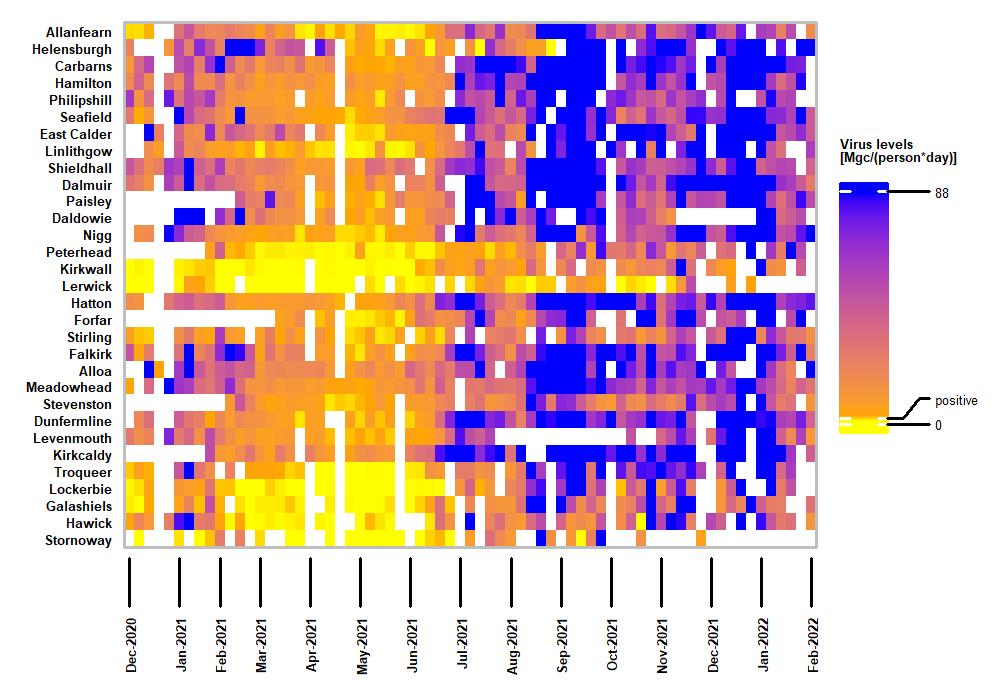 Allanfearn
Helensburgh
Carbarns
Hamilton
Philipshill
Seafield
East Calder
Linlithgow
Shieldhall
Dalmuir
Paisley
Daldowie
Nigg
Peterhead
Kirkwall
Lerwick
Hatton
Forfar
Stirling
Falkirk
Alloa
Meadowhead
Stevenston
Dunfermline
Levenmouth
Kirkcaldy
Troqueer
Lockerbie
Galashiels
Hawick
Stornoway
Dec-2020
Jan-2021
Feb-2021
Mar-2021
Apr-2021
May-2021
Jun-2021
Jul-2021
Aug-2021
Sep-2021
Oct-2021
Nov-2021
Dec-2021
Jan-2022
Feb-2022
Virus levels
[Mgc/(person*day)]
88
positive
0